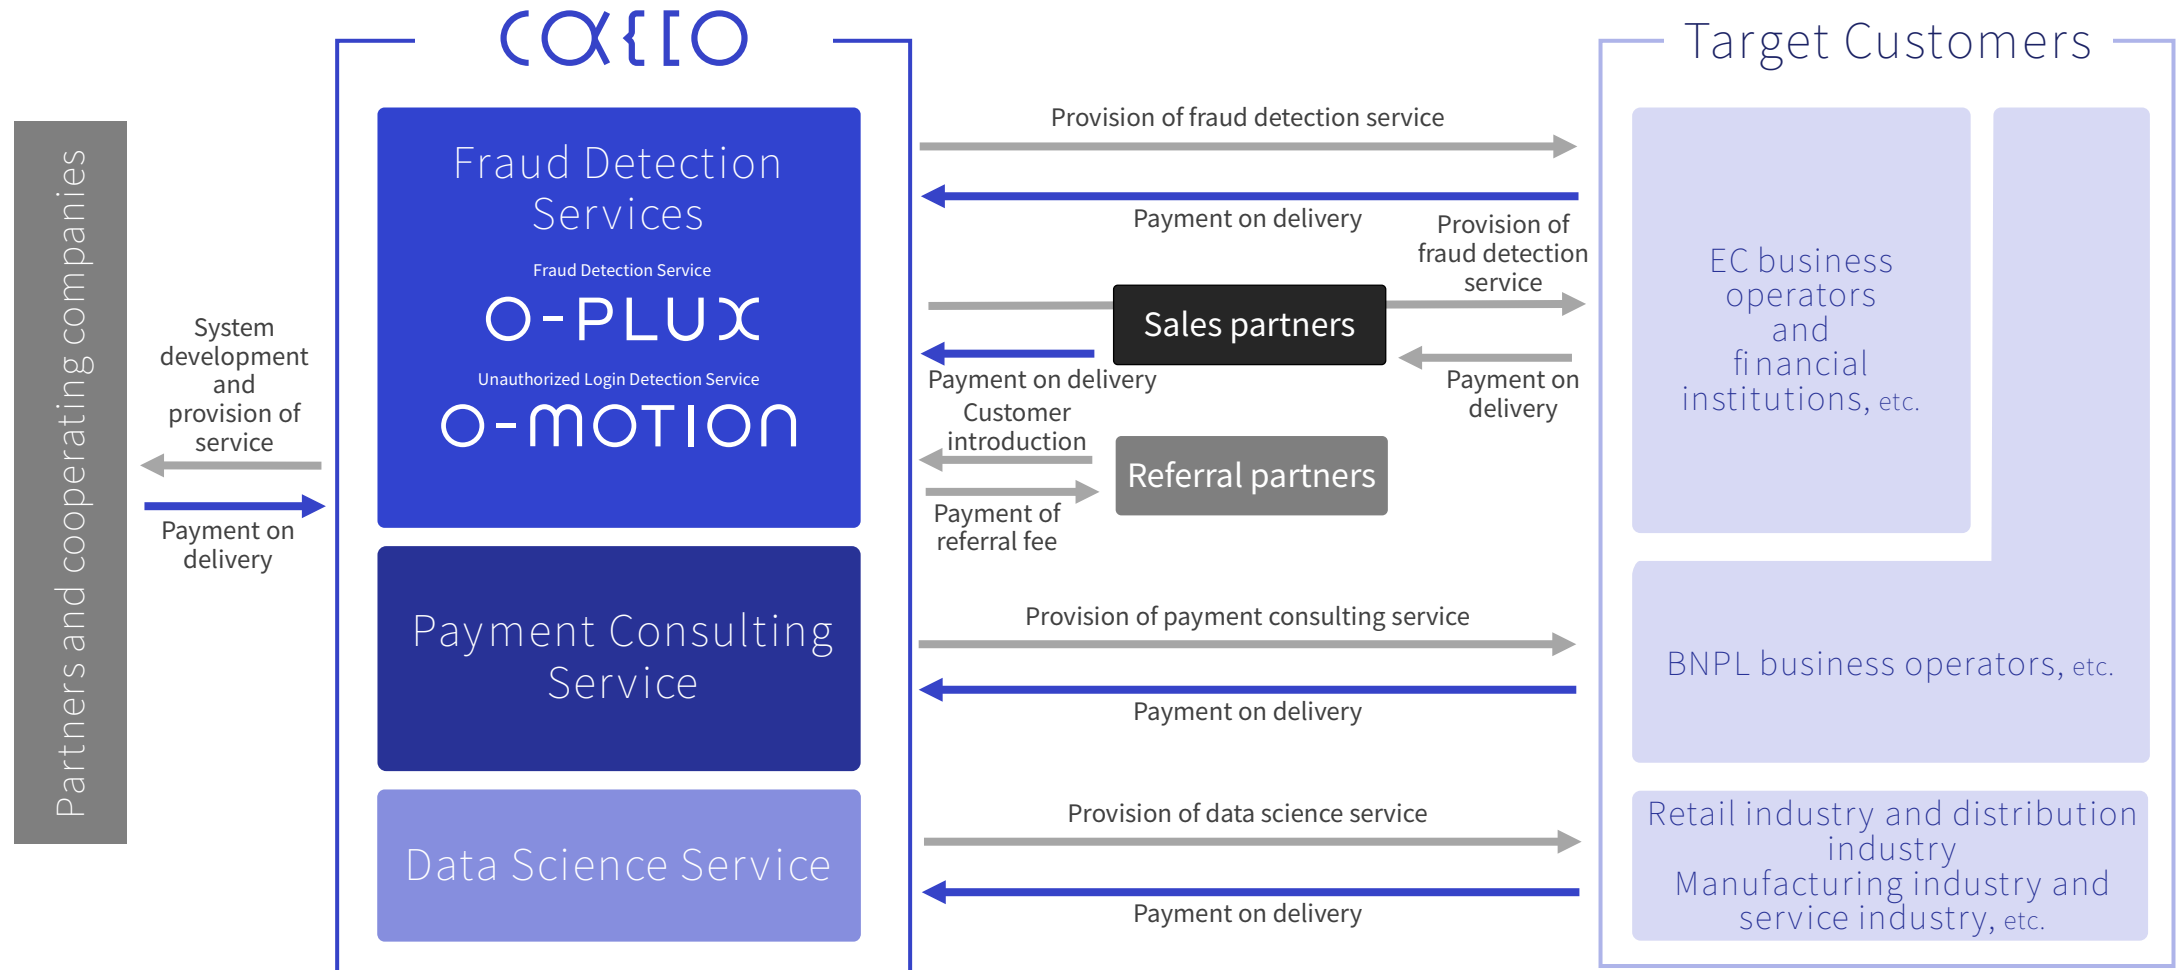 Partners and cooperating companies
System
development
and
provision of
service
Payment on
delivery
CACCO
Fraud Detection
Services
Fraud Detection Service
O-PLUX
Unauthorized Login Detection Service
O-MOTION
Payment Consulting
Service
Data Science Service
Provision of fraud detection service
Payment on delivery
Provision of
fraud detection
service
Sales partners
Payment on delivery
Payment on
delivery
Customer
introduction
Referral partners
Payment of
referral fee
Provision of payment consulting service
Payment on delivery
Provision of data science service
Payment on delivery
Target Customers
EC business
operators
and
financial
institutions, etc.
BNPL business operators, etc.
Retail industry and distribution
industry
Manufacturing industry and
service industry, etc.